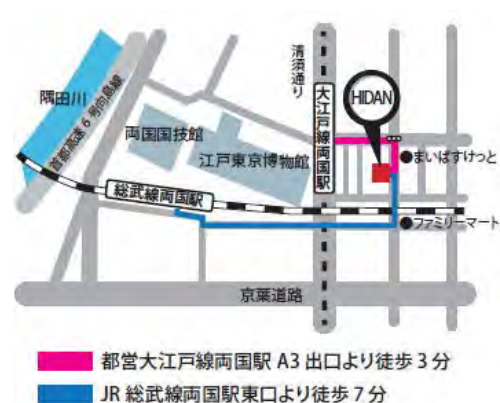 隅田川
首都高速6号向島線
両国国技館
江戸東京博物館
清須通り
大江戸線両国駅
HIDAN
まいばすけっと
総武線両国駅
ファミリーマート
京葉道路
都営大江戸線両国駅 A3 出口より徒歩 3 分
JR 総武線両国駅東口より徒歩 7 分